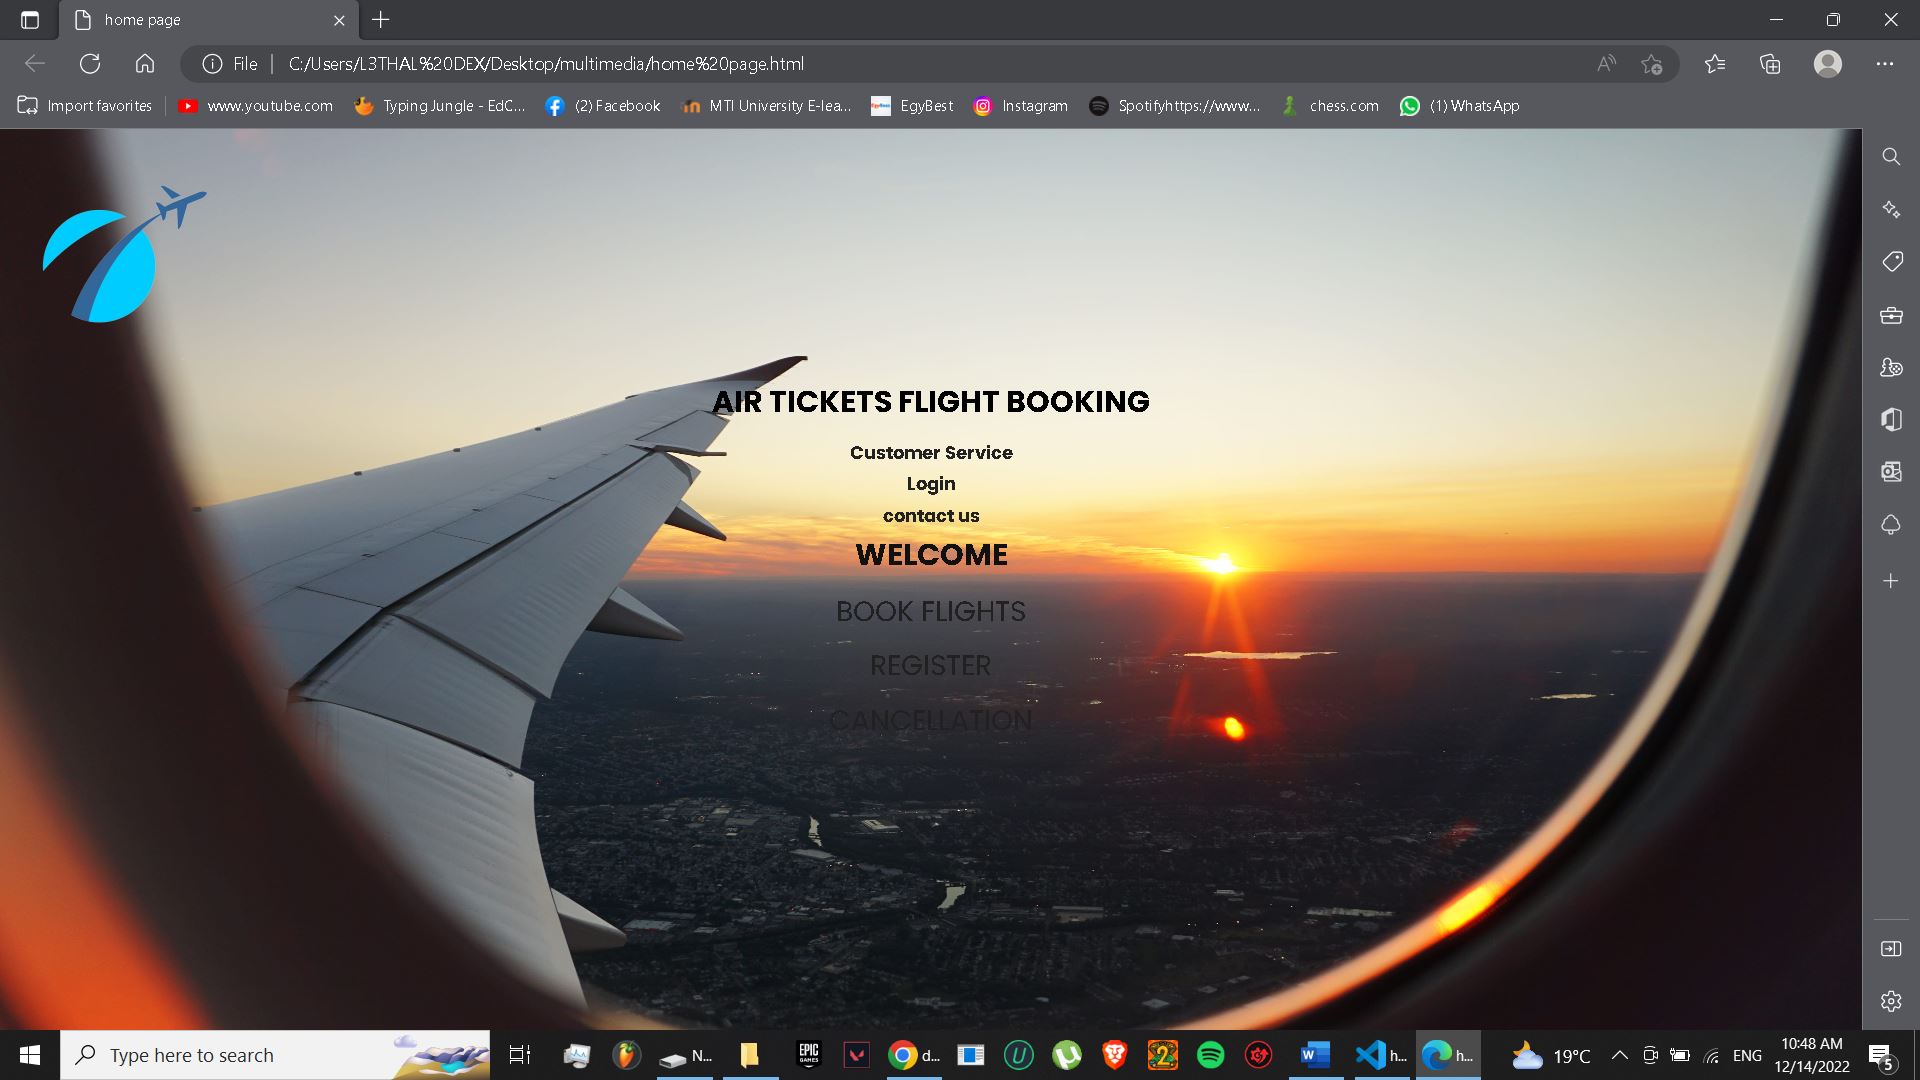 home page
File
C:/Users/L3THAL%20DEX/Desktop/multimedia/home%20page.html
Import favorites
www.youtube.com
Typing Jungle - EdC...
(2) Facebook
MTI University E-lea...
EgyBest
Instagram
Spotifyhttps://www...
chess.com
(1) WhatsApp
AIR TICKETS FLIGHT BOOKING
Customer Service
Login
contact us
WELCOME
BOOK FLIGHTS
REGISTER
CANCELLATION
Type here to search
N...
EPIC
GAMES
d...
h...
h...
19°C
ENG
10:48 AM
12/14/2022
5